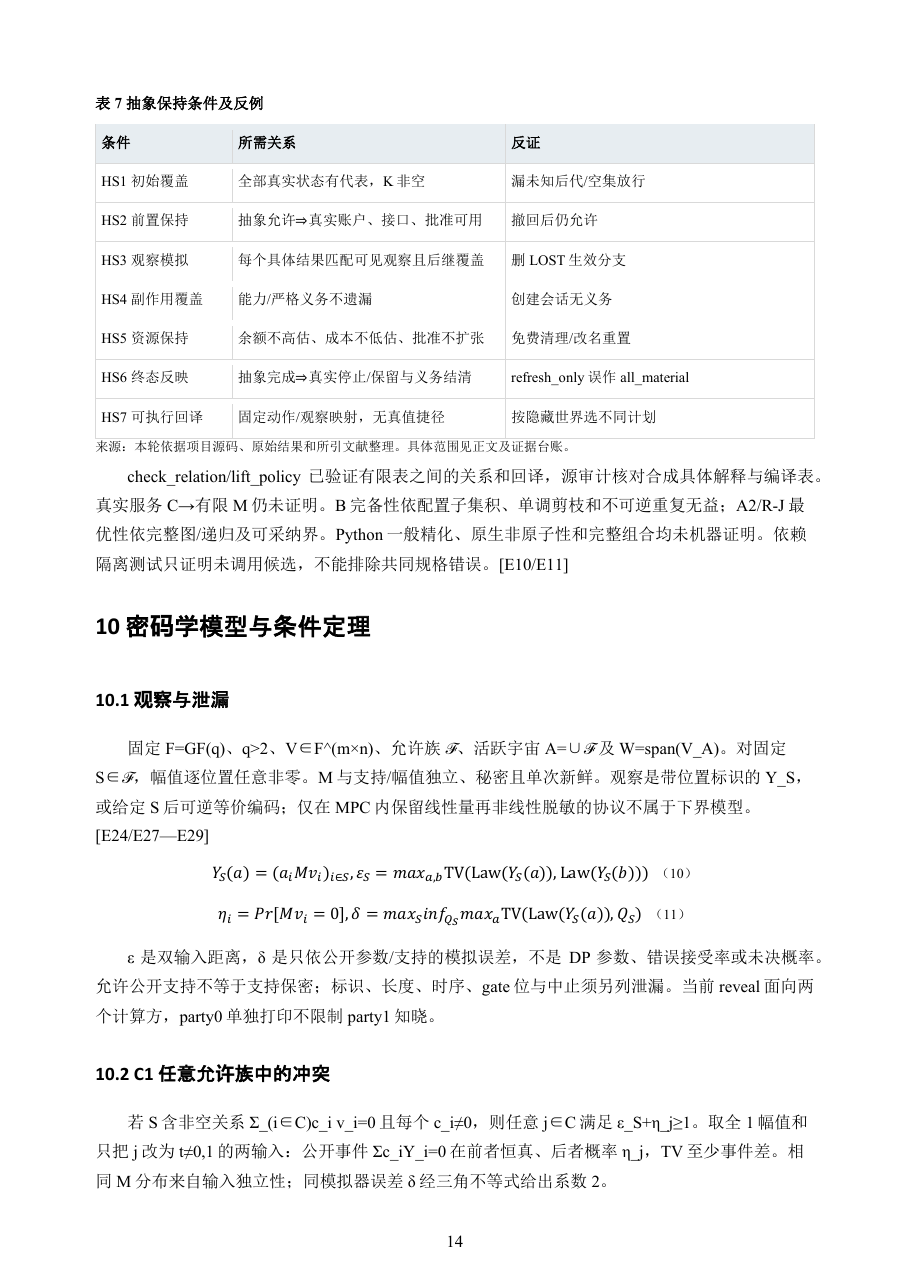 表 7 抽象保持条件及反例
条件 所需关系 反证
HS1 初始覆盖 全部真实状态有代表，K 非空 漏未知后代/空集放行
HS2 前置保持 抽象允许⇒真实账户、接口、批准可用 撤回后仍允许
HS3 观察模拟 每个具体结果匹配可见观察且后继覆盖 删 LOST 生效分支
HS4 副作用覆盖 能力/严格义务不遗漏 创建会话无义务
HS5 资源保持 余额不高估、成本不低估、批准不扩张 免费清理/改名重置
HS6 终态反映 抽象完成⇒真实停止/保留与义务结清 refresh_only 误作 all_material
HS7 可执行回译 固定动作/观察映射，无真值捷径 按隐藏世界选不同计划
来源：本轮依据项目源码、原始结果和所引文献整理。具体范围见正文及证据台账。
check_relation/lift_policy 已验证有限表之间的关系和回译，源审计核对合成具体解释与编译表。
真实服务 C→有限 M 仍未证明。B 完备性依配置子集积、单调剪枝和不可逆重复无益；A2/R-J 最
优性依完整图/递归及可采纳界。Python 一般精化、原生非原子性和完整组合均未机器证明。依赖
隔离测试只证明未调用候选，不能排除共同规格错误。[E10/E11]
10 密码学模型与条件定理
10.1 观察与泄漏
固定 F=GF(q)、q>2、V∈F^(m×n)、允许族 𝓕、活跃宇宙 A=∪𝓕 及 W=span(V_A)。对固定
S∈𝓕，幅值逐位置任意非零。M 与支持/幅值独立、秘密且单次新鲜。观察是带位置标识的 Y_S，
或给定 S 后可逆等价编码；仅在 MPC 内保留线性量再非线性脱敏的协议不属于下界模型。
[E24/E27—E29]
𝑌_𝑆(𝑎) = (𝑎_𝑖𝑀𝑣_𝑖)_{𝑖∈𝑆}, 𝜀_𝑆 = 𝑚𝑎𝑥_{𝑎,𝑏}TV(Law(𝑌_𝑆(𝑎)), Law(𝑌_𝑆(𝑏))) （10）
𝜂_𝑖 = 𝑃𝑟[𝑀𝑣_𝑖 = 0], 𝛿 = 𝑚𝑎𝑥_𝑆𝑖𝑛𝑓_{𝑄_𝑆}𝑚𝑎𝑥_𝑎TV(Law(𝑌_𝑆(𝑎)), 𝑄_𝑆) （11）
ε 是双输入距离，δ 是只依公开参数/支持的模拟误差，不是 DP 参数、错误接受率或未决概率。
允许公开支持不等于支持保密；标识、长度、时序、gate 位与中止须另列泄漏。当前 reveal 面向两
个计算方，party0 单独打印不限制 party1 知晓。
10.2 C1 任意允许族中的冲突
若 S 含非空关系 Σ_(i∈C)c_i v_i=0 且每个 c_i≠0，则任意 j∈C 满足 ε_S+η_j≥1。取全 1 幅值和
只把 j 改为 t≠0,1 的两输入：公开事件 Σc_iY_i=0 在前者恒真、后者概率 η_j，TV 至少事件差。相
同 M 分布来自输入独立性；同模拟器误差 δ 经三角不等式给出系数 2。
14